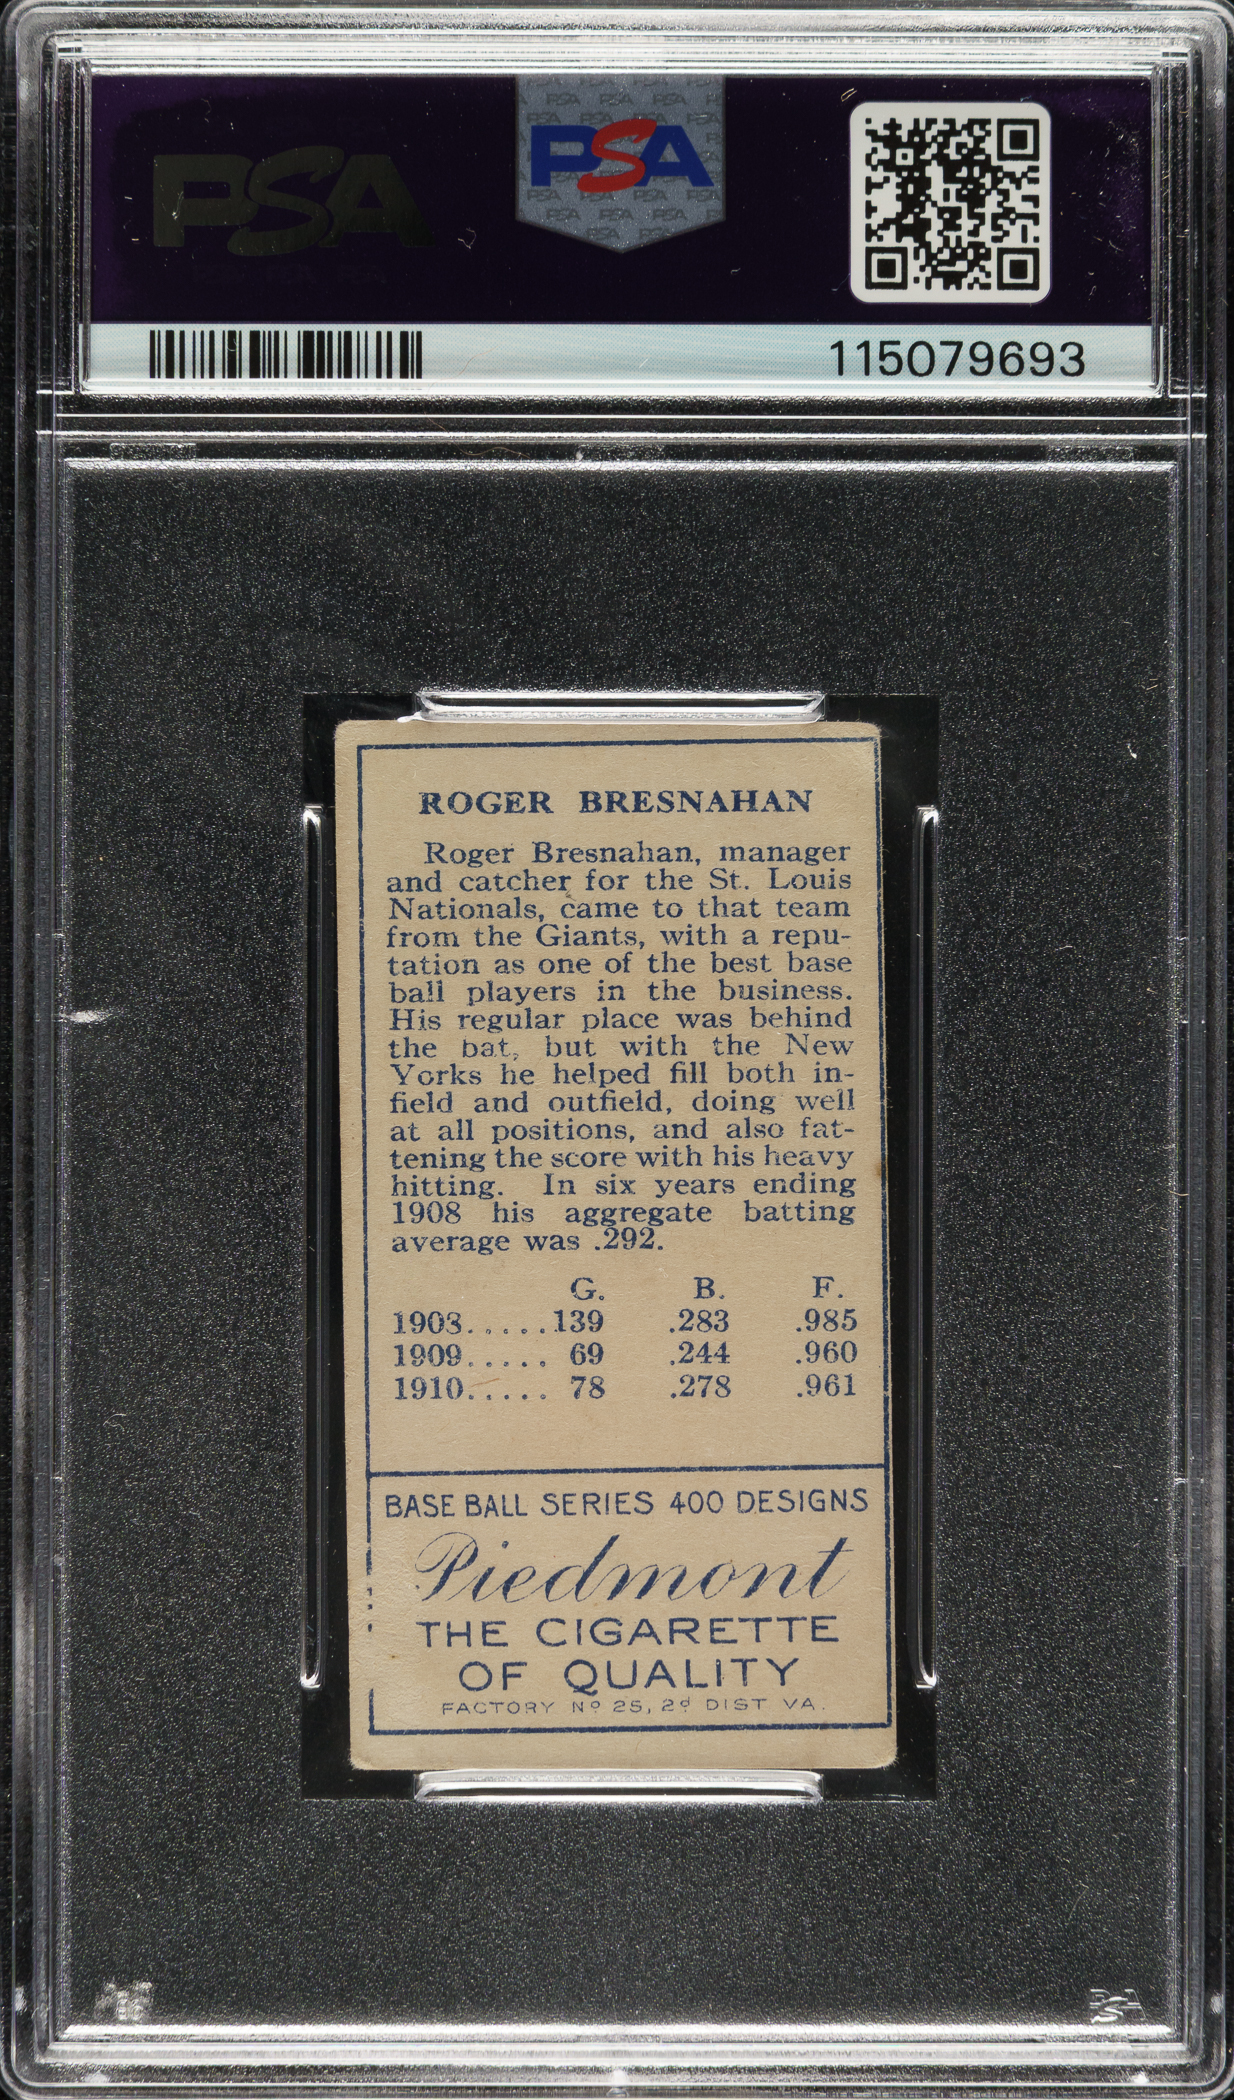 PSA
PSA
115079693
ROGER BRESNAHAN
Roger Bresnahan, manager
and catcher for the St. Louis
Nationals, came to that team
from the Giants, with a repu-
tation as one of the best base
ball players in the business.
His regular place was behind
the bat, but with the New
Yorks he helped fill both in-
field and outfield, doing well
at all positions, and also fat-
tening the score with his heavy
hitting. In six years ending
1908 his aggregate batting
average was .292.
G. B. F.
1908.....139 .283 .985
1909..... 69 .244 .960
1910..... 78 .278 .961
BASE BALL SERIES 400 DESIGNS
Piedmont
THE CIGARETTE
OF QUALITY
FACTORY Nº 25, 2ᵈ DIST VA.
PSA